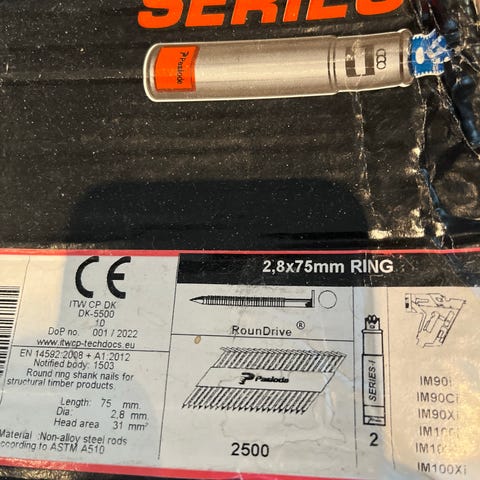 SERIES
Paslode
2,8x75mm RING
CE
ITW CP DK
DK-5500
10
DoP no. 001 / 2022
www.itwcp-techdocs.eu
EN 14592:2008 + A1:2012
Notified body: 1503
Round ring shank nails for
structural timber products.
Length: 75 mm.
Dia: 2,8 mm.
Head area 31 mm²
Material :Non-alloy steel rods
according to ASTM A510
RounDrive ®
Paslode
2500
SERIES-i
2
IM90i
IM90Ci
IM90Xi
IM100Xi